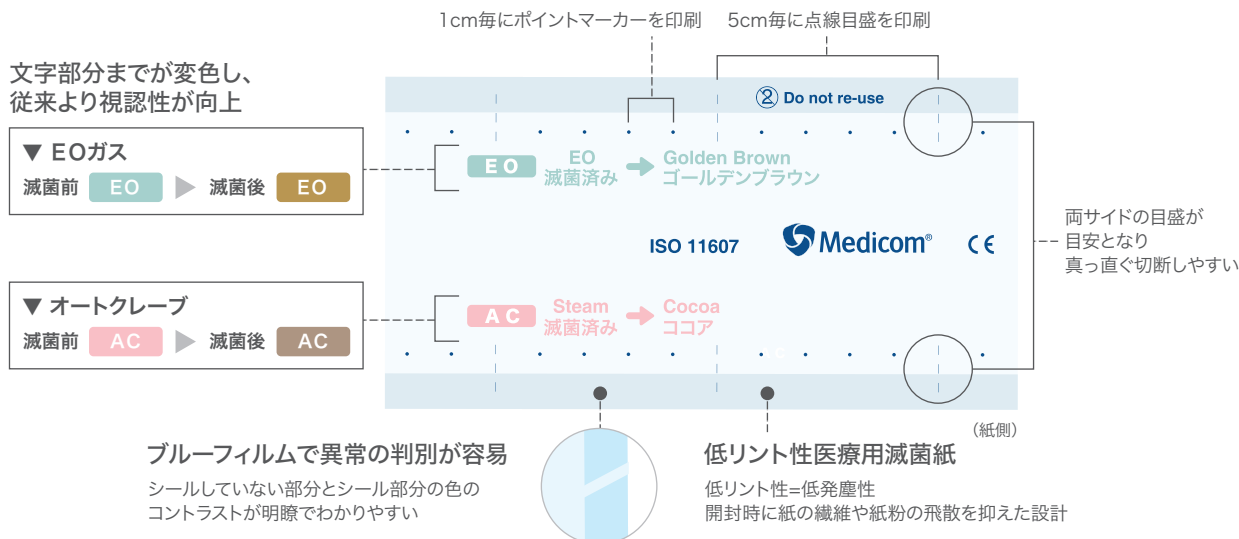 1cm毎にポイントマーカーを印刷
5cm毎に点線目盛を印刷
文字部分までが変色し、
従来より視認性が向上
▼ EOガス
滅菌前 EO ▶ 滅菌後 EO
▼ オートクレーブ
滅菌前 AC ▶ 滅菌後 AC
② Do not re-use
EO
EO
滅菌済み
➡
Golden Brown
ゴールデンブラウン
ISO 11607
Medicom®
CE
AC
Steam
滅菌済み
➡
Cocoa
ココア
AC
両サイドの目盛が
目安となり
真っ直ぐ切断しやすい
(紙側)
ブルーフィルムで異常の判別が容易
シールしていない部分とシール部分の色の
コントラストが明瞭でわかりやすい
低リント性医療用滅菌紙
低リント性=低発塵性
開封時に紙の繊維や紙粉の飛散を抑えた設計